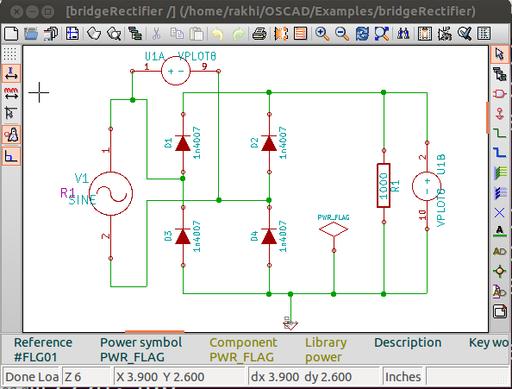 [bridgeRectifier /] (/home/rakhi/OSCAD/Examples/bridgeRectifier)
U1A VPLOT8
1 + - 9
mm
D1 1n4007
D2 1n4007
1
2
V1
SINE
R1
1000
R1
+ -
U1B
VPLOT8
10
2
D3 1n4007
D4 1n4007
PWR_FLAG
A
Reference Power symbol Component Library Description Key wo
#FLG01 PWR_FLAG PWR_FLAG power
Done Loa Z 6 X 3.900 Y 2.600 dx 3.900 dy 2.600 Inches